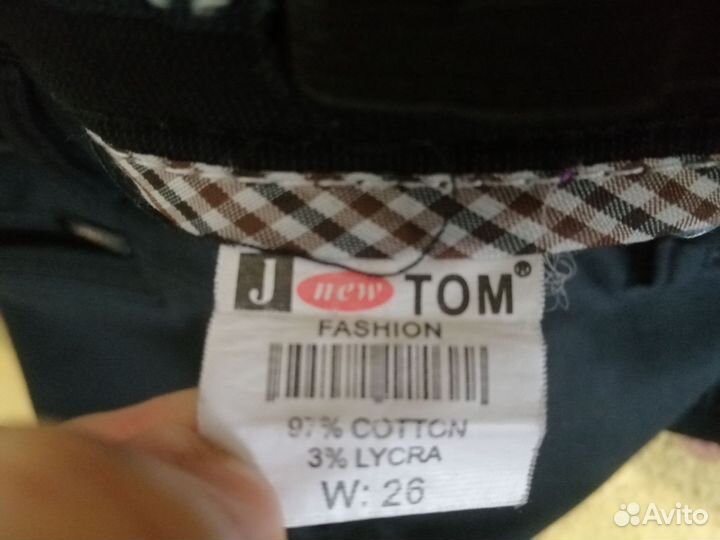 J new TOM®
FASHION
97% COTTON
3% LYCRA
W: 26
Avito